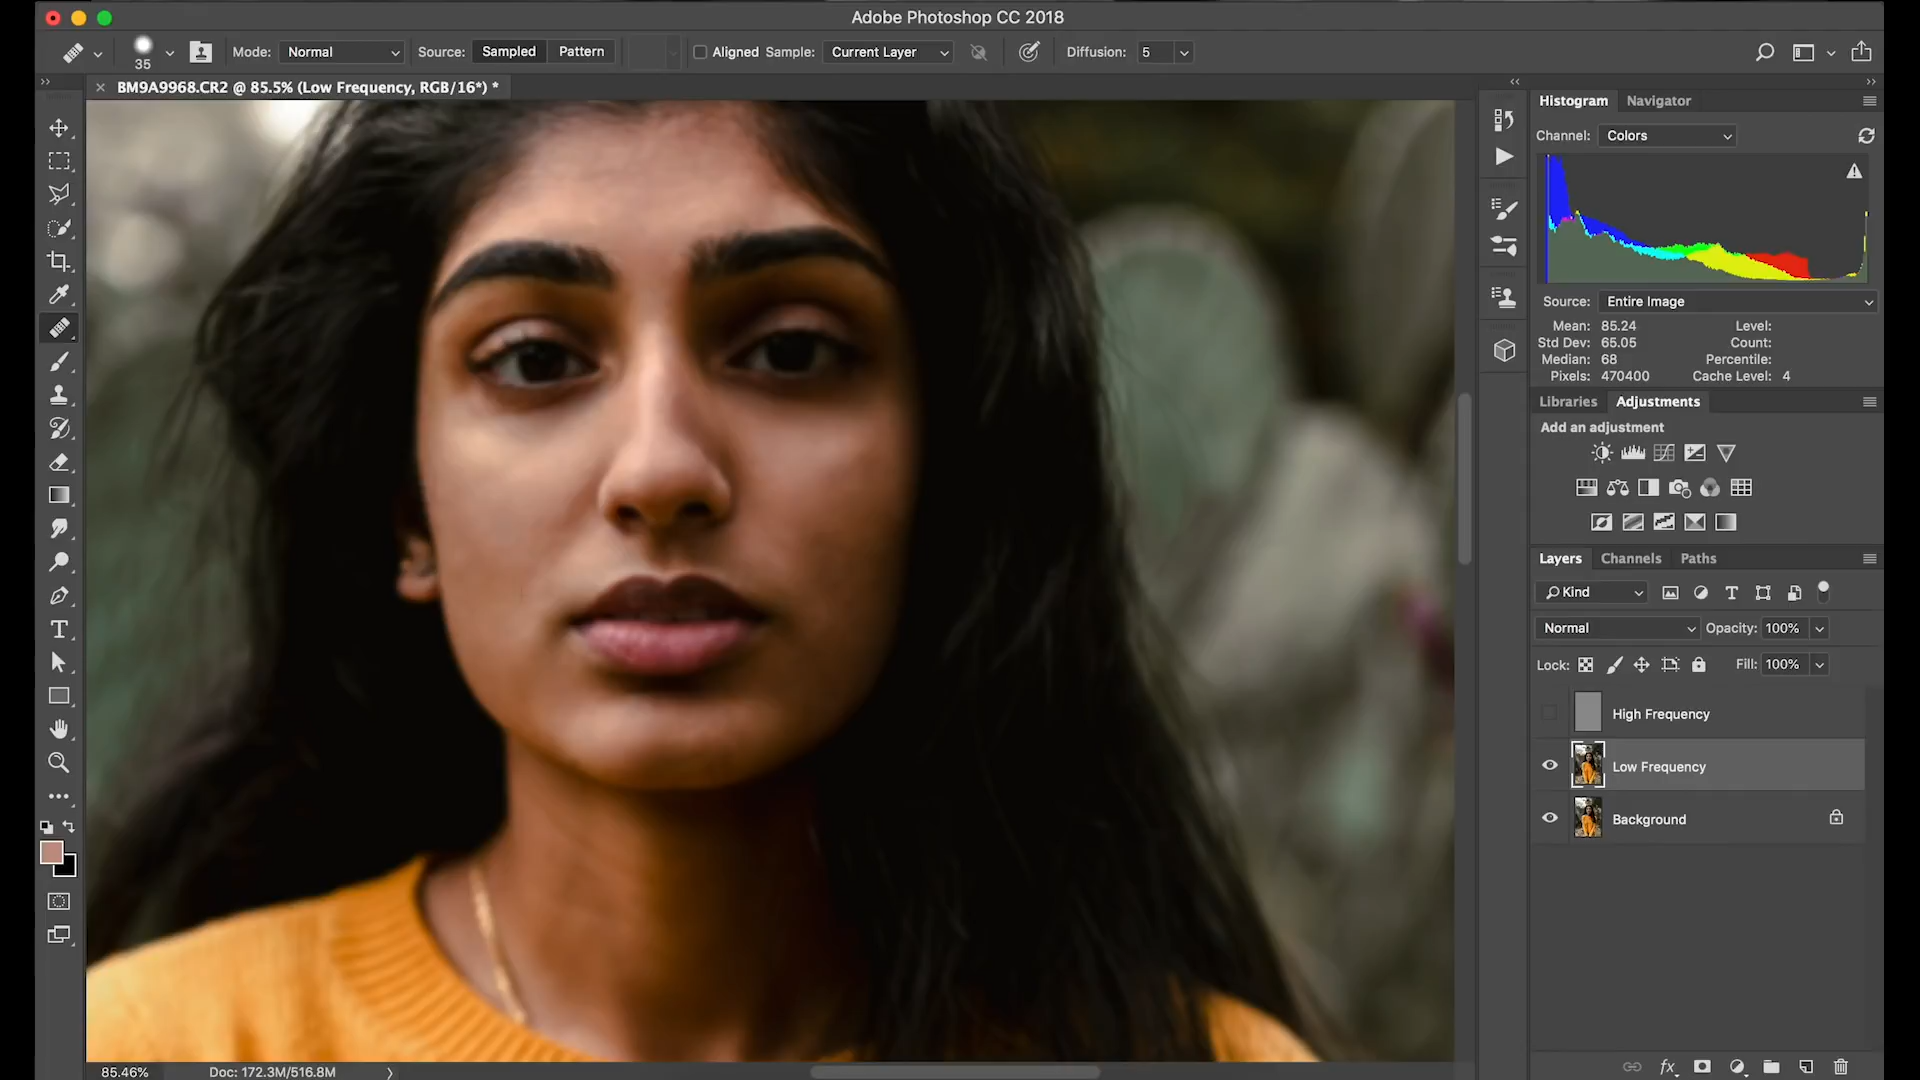 Adobe Photoshop CC 2018
35
Mode: Normal
Source: Sampled Pattern
Aligned Sample: Current Layer
Diffusion: 5
BM9A9968.CR2 @ 85.5% (Low Frequency, RGB/16*) *
Histogram Navigator
Channel: Colors
Source: Entire Image
Mean: 85.24 Level:
Std Dev: 65.05 Count:
Median: 68 Percentile:
Pixels: 470400 Cache Level: 4
Libraries Adjustments
Add an adjustment
Layers Channels Paths
Kind
Normal Opacity: 100%
Lock: Fill: 100%
High Frequency
Low Frequency
Background
fx
85.46% Doc: 172.3M/516.8M